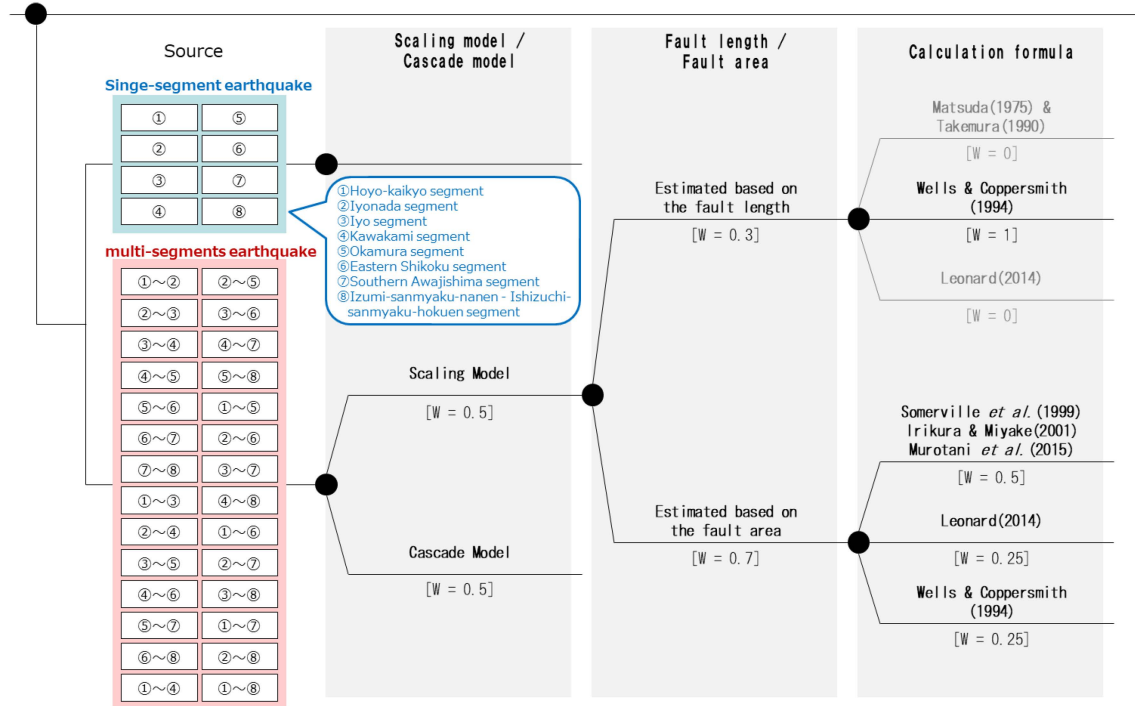 Source
Scaling model /
Cascade model
Fault length /
Fault area
Calculation formula
Singe-segment earthquake
① ⑤
② ⑥
③ ⑦
④ ⑧
①Hoyo-kaikyo segment
②Iyonada segment
③Iyo segment
④Kawakami segment
⑤Okamura segment
⑥Eastern Shikoku segment
⑦Southern Awajishima segment
⑧Izumi-sanmyaku-nanen - Ishizuchi-
sanmyaku-hokuen segment
multi-segments earthquake
①～② ②～⑤
②～③ ③～⑥
③～④ ④～⑦
④～⑤ ⑤～⑧
⑤～⑥ ①～⑤
⑥～⑦ ②～⑥
⑦～⑧ ③～⑦
①～③ ④～⑧
②～④ ①～⑥
③～⑤ ②～⑦
④～⑥ ③～⑧
⑤～⑦ ①～⑦
⑥～⑧ ②～⑧
①～④ ①～⑧
Scaling Model
[W = 0.5]
Cascade Model
[W = 0.5]
Estimated based on
the fault length
[W = 0.3]
Estimated based on
the fault area
[W = 0.7]
Matsuda(1975) &
Takemura(1990)
[W = 0]
Wells & Coppersmith
(1994)
[W = 1]
Leonard(2014)
[W = 0]
Somerville et al.(1999)
Irikura & Miyake(2001)
Murotani et al.(2015)
[W = 0.5]
Leonard(2014)
[W = 0.25]
Wells & Coppersmith
(1994)
[W = 0.25]